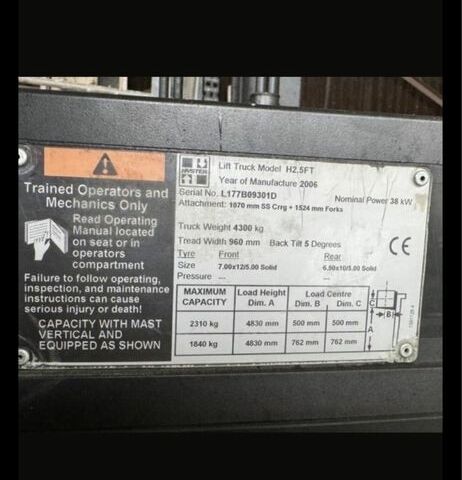 Trained Operators and
Mechanics Only
Read Operating
Manual located
on seat or in
operators
compartment
Failure to follow operating,
inspection, and maintenance
instructions can cause
serious injury or death!
CAPACITY WITH MAST
VERTICAL AND
EQUIPPED AS SHOWN
HYSTER
Lift Truck Model H2.5FT
Year of Manufacture 2006
Serial No. L177B09301D
Nominal Power 38 kW
Attachment: 1070 mm SS Crrg + 1524 mm Forks
Truck Weight 4300 kg
Tread Width 960 mm Back Tilt 5 Degrees
Tyre Front Rear
Size 7.00x12/5.00 Solid 6.50x10/5.00 Solid
Pressure --- ---
CE
MAXIMUM CAPACITY Load Height Dim. A Load Centre Dim. B Dim. C
2310 kg 4830 mm 500 mm 500 mm
1840 kg 4830 mm 762 mm 762 mm
C
B
A